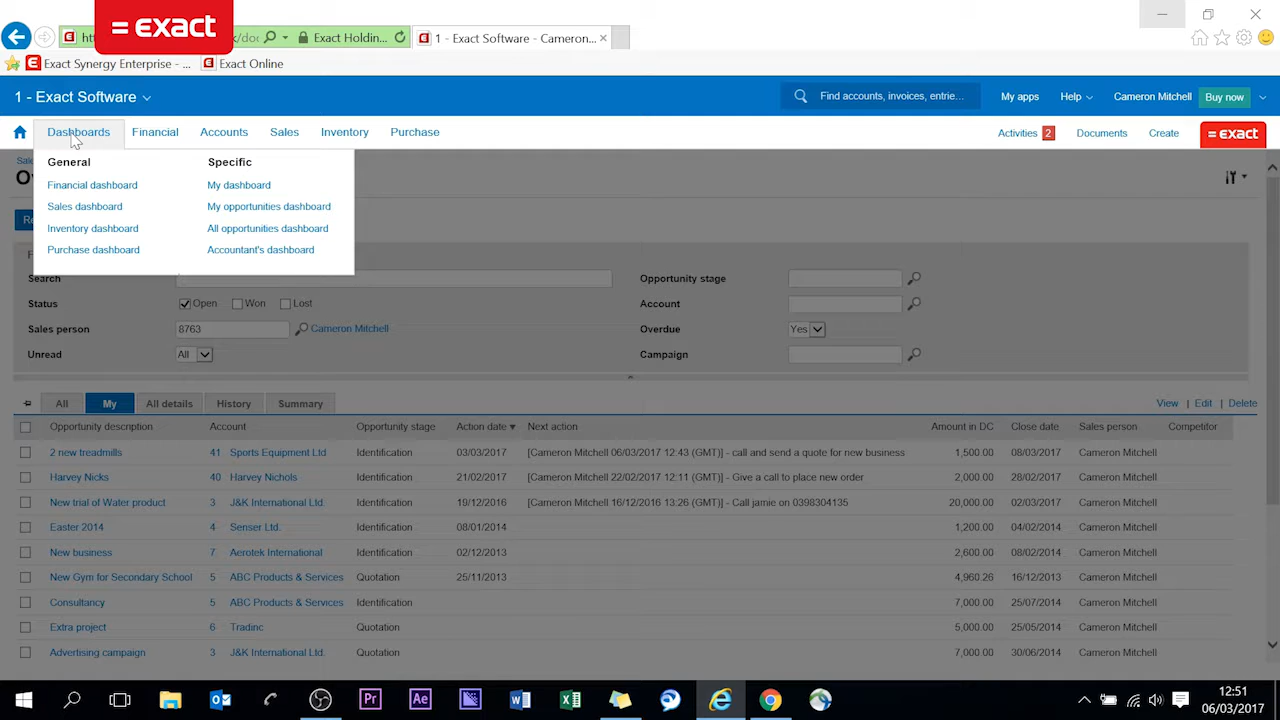 = exact
Exact Holdin...
1 - Exact Software - Cameron...
Exact Synergy Enterprise - ...
Exact Online
1 - Exact Software
Find accounts, invoices, entrie...
My apps
Help
Cameron Mitchell
Buy now
Dashboards
Financial
Accounts
Sales
Inventory
Purchase
Activities 2
Documents
Create
= exact
General
Specific
Financial dashboard
My dashboard
Sales dashboard
My opportunities dashboard
Inventory dashboard
All opportunities dashboard
Purchase dashboard
Accountant's dashboard
Search
Opportunity stage
Status
Open
Won
Lost
Account
Sales person
8763
Cameron Mitchell
Overdue
Yes
Unread
All
Campaign
All
My
All details
History
Summary
View | Edit | Delete
Opportunity description Account Opportunity stage Action date Next action Amount in DC Close date Sales person Competitor
2 new treadmills 41 Sports Equipment Ltd Identification 03/03/2017 [Cameron Mitchell 06/03/2017 12:43 (GMT)] - call and send a quote for new business 1,500.00 08/03/2017 Cameron Mitchell
Harvey Nicks 40 Harvey Nichols Identification 21/02/2017 [Cameron Mitchell 22/02/2017 12:11 (GMT)] - Give a call to place new order 2,000.00 28/02/2017 Cameron Mitchell
New trial of Water product 3 J&K International Ltd. Identification 19/12/2016 [Cameron Mitchell 16/12/2016 13:26 (GMT)] - Call jamie on 0398304135 20,000.00 02/03/2017 Cameron Mitchell
Easter 2014 4 Senser Ltd. Identification 08/01/2014 1,200.00 04/02/2014 Cameron Mitchell
New business 7 Aerotek International Identification 02/12/2013 2,600.00 08/02/2014 Cameron Mitchell
New Gym for Secondary School 5 ABC Products & Services Quotation 25/11/2013 4,960.26 16/12/2013 Cameron Mitchell
Consultancy 5 ABC Products & Services Identification 7,000.00 25/07/2014 Cameron Mitchell
Extra project 6 Tradinc Quotation 5,000.00 25/05/2014 Cameron Mitchell
Advertising campaign 3 J&K International Ltd. Quotation 7,000.00 30/06/2014 Cameron Mitchell
Pr
Ae
12:51
06/03/2017